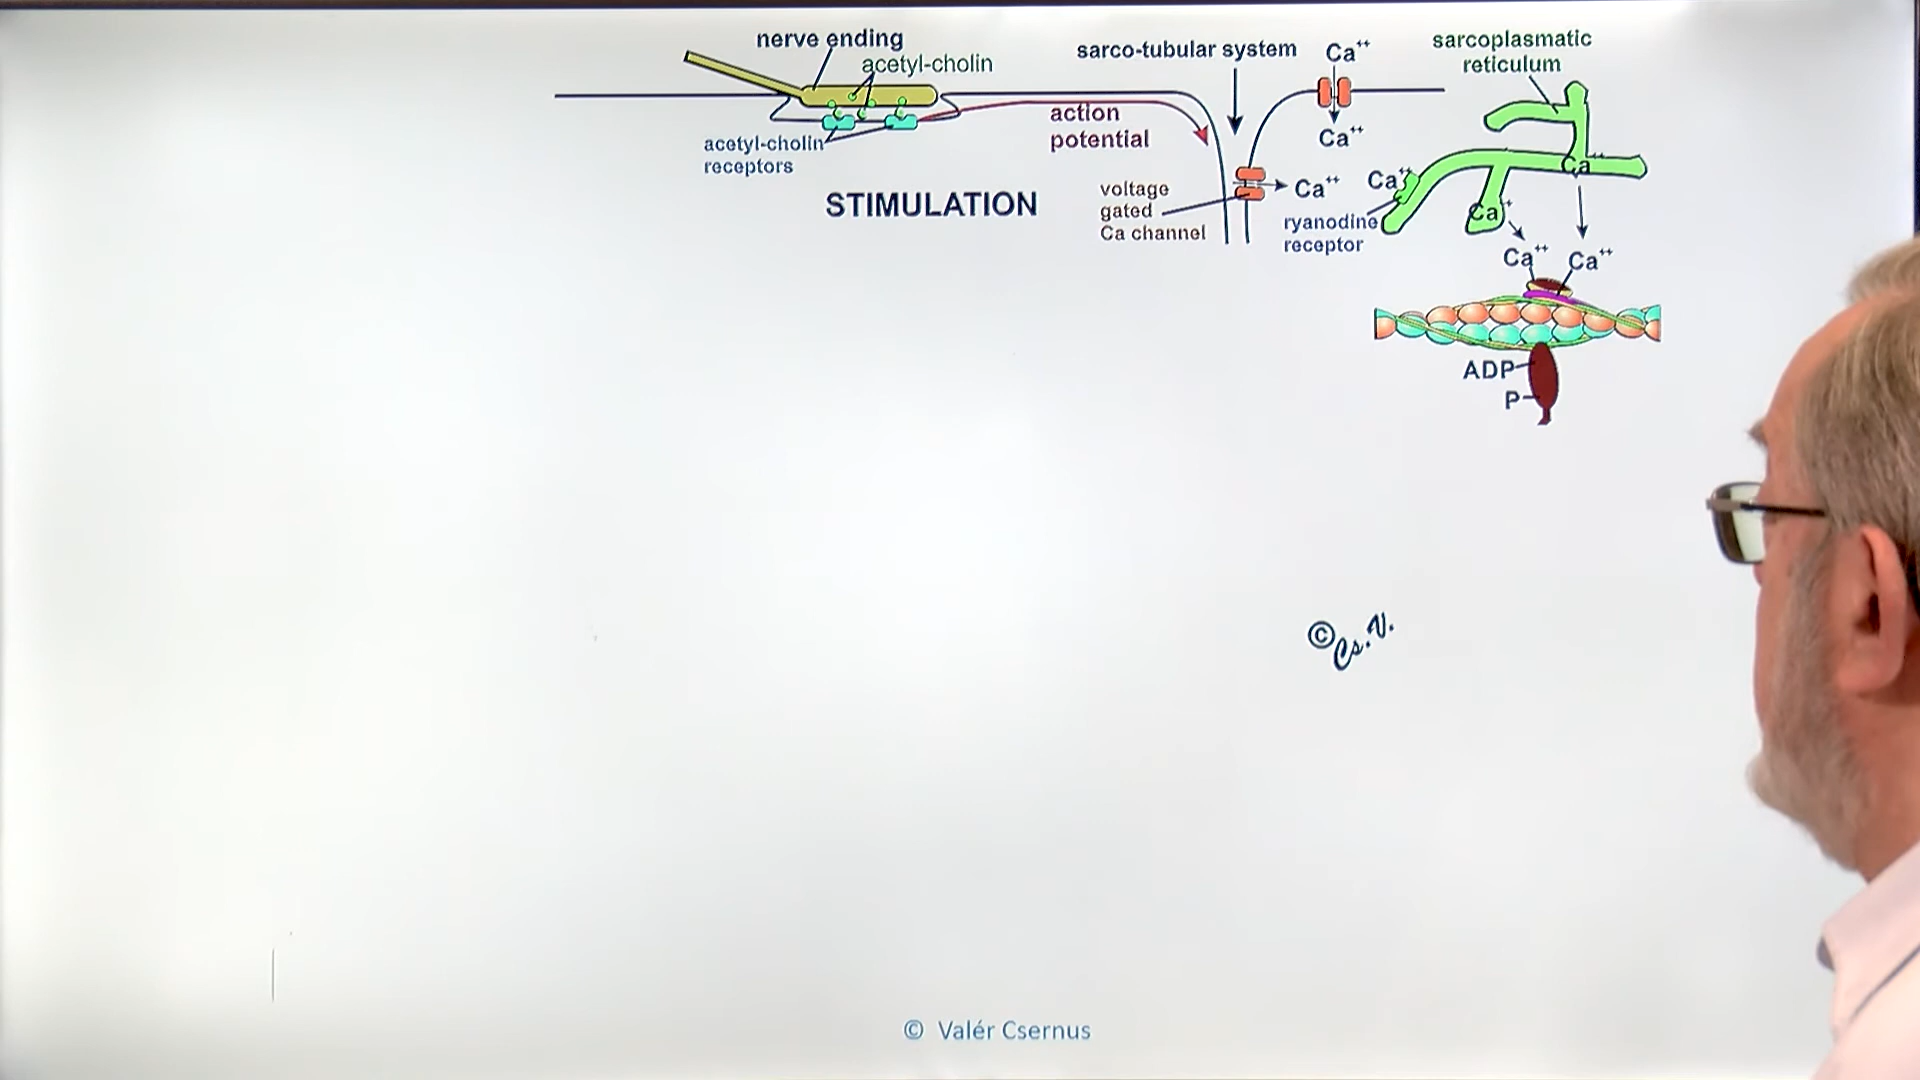 nerve ending
acetyl-cholin
acetyl-cholin
receptors
STIMULATION
action
potential
sarco-tubular system
voltage
gated
Ca channel
Ca++
Ca++
Ca++
Ca++
ryanodine
receptor
sarcoplasmatic
reticulum
Ca++
Ca+
Ca++
Ca++
ADP
P
© Cs.V.
© Valér Csernus